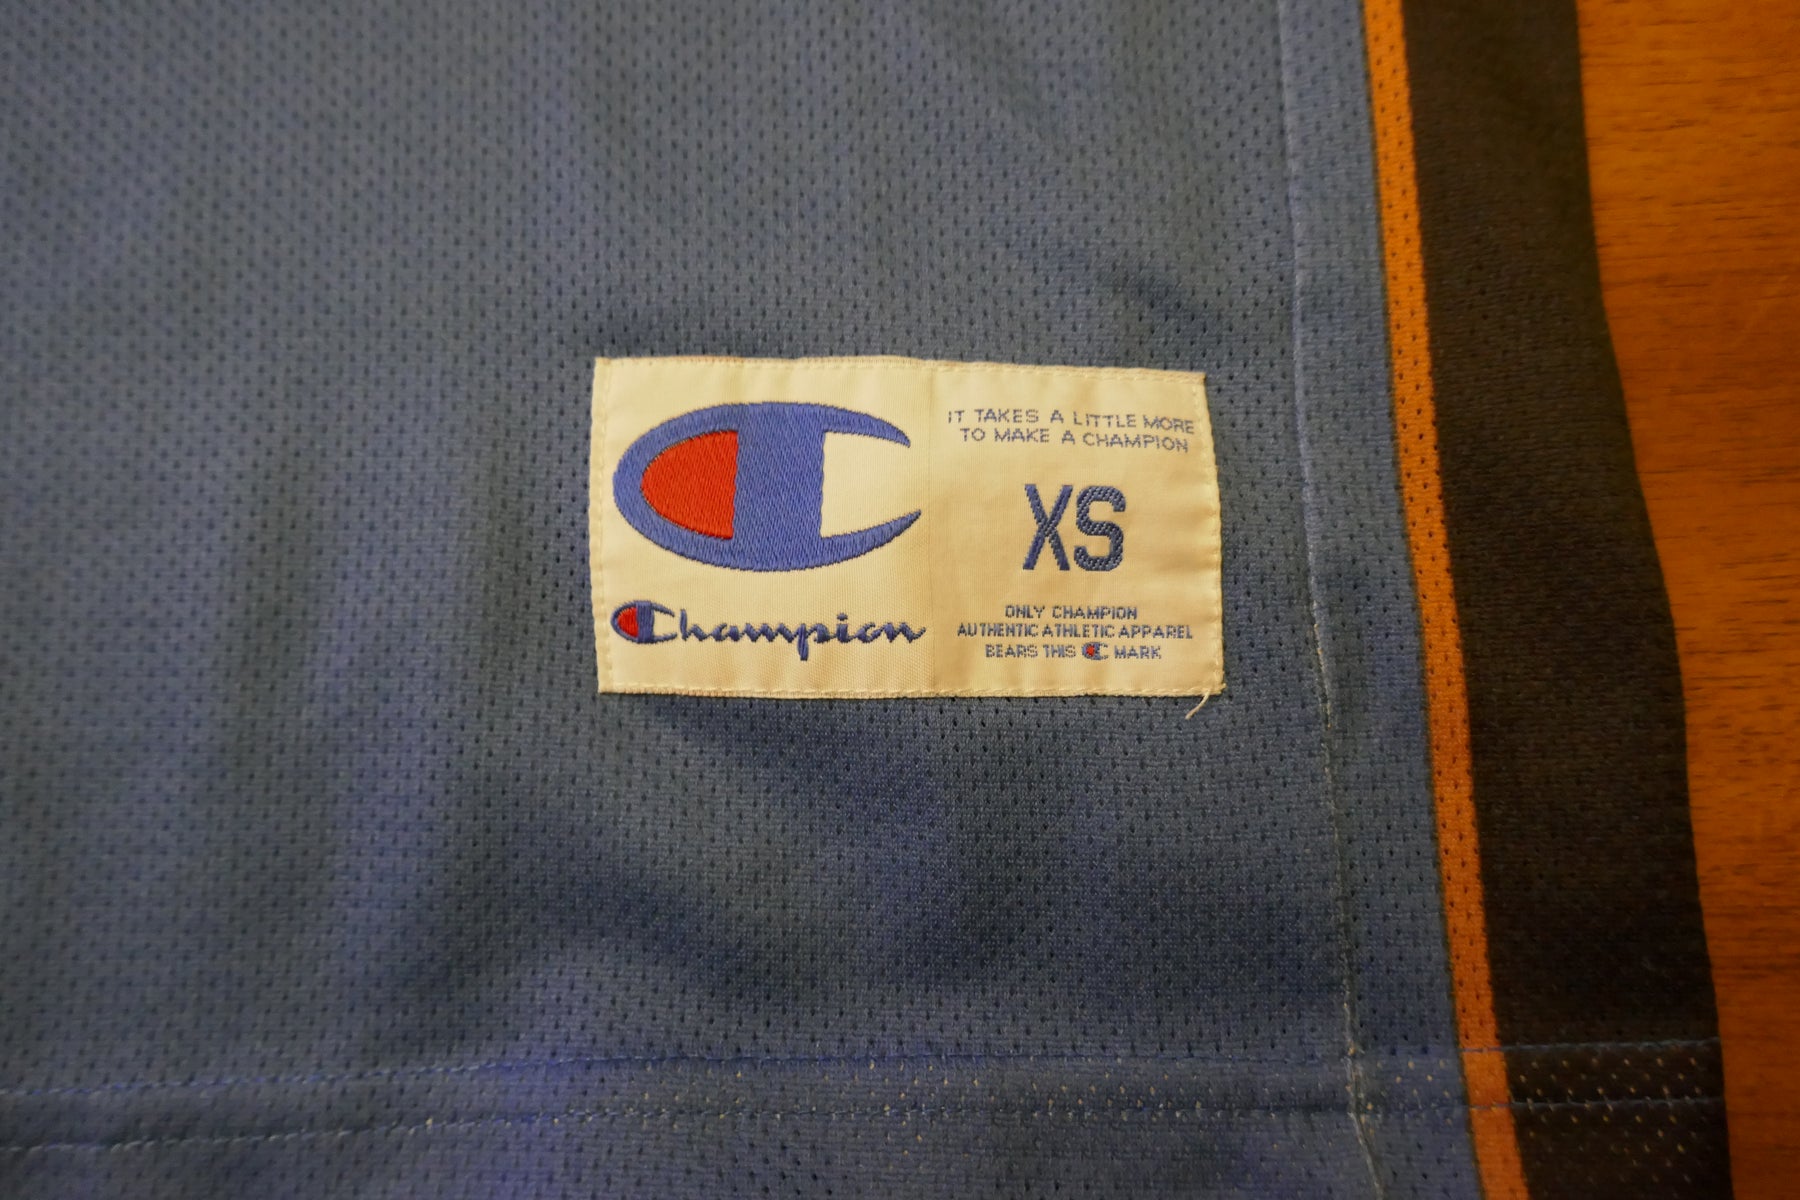 Champion
IT TAKES A LITTLE MORE
TO MAKE A CHAMPION
XS
ONLY CHAMPION
AUTHENTIC ATHLETIC APPAREL
BEARS THIS C MARK